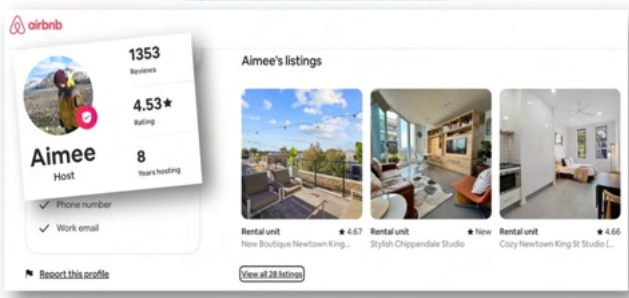 airbnb
1353
Reviews
4.53★
Rating
8
Years hosting
Aimee
Host
Phone number
Work email
Report this profile
Aimee's listings
Rental unit ★ 4.67
New Boutique Newtown King...
Rental unit ★ New
Stylish Chippendale Studio
Rental unit ★ 4.66
Cozy Newtown King St Studio (...
View all 28 listings